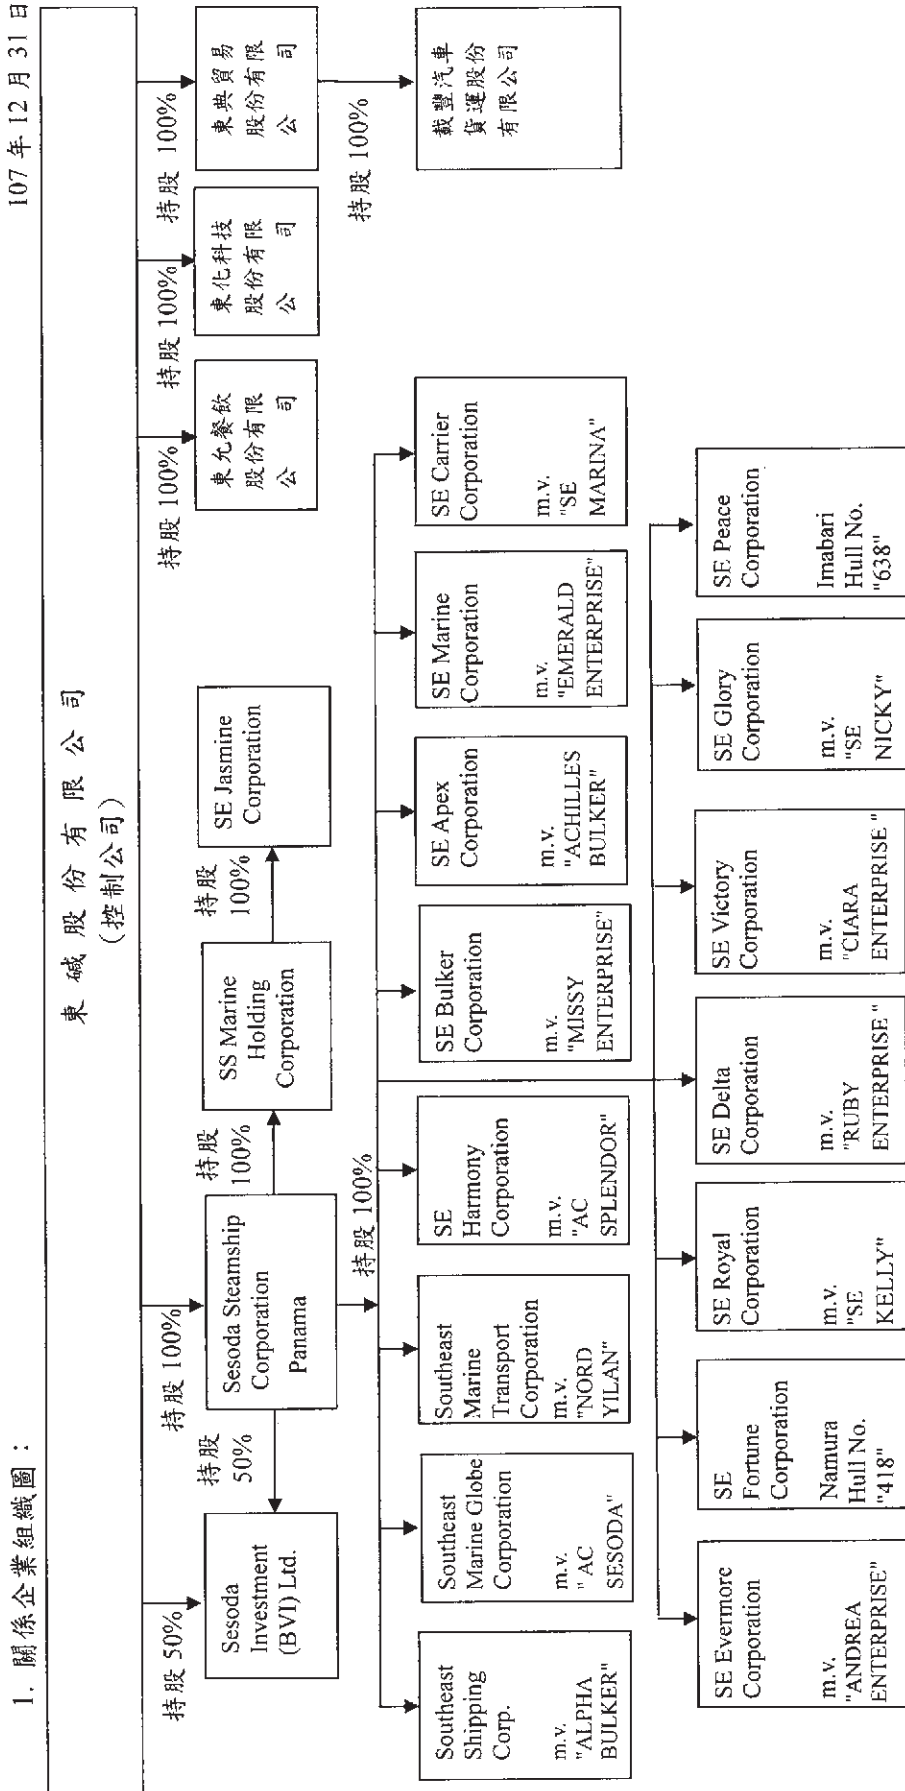 1. 關係企業組織圖：
107 年 12 月 31 日
東 碱 股 份 有 限 公 司
(控制公司)
持股 50%
持股 100%
持股 100%
持股 100%
持股 100%
Sesoda
Investment
(BVI) Ltd.
持股
50%
Sesoda Steamship
Corporation
Panama
持股
100%
SS Marine
Holding
Corporation
持股
100%
SE Jasmine
Corporation
東允餐飲
股份有限
公 司
東化科技
股份有限
公 司
東典貿易
股份有限
公 司
持股 100%
持股 100%
載豐汽車
貨運股份
有限公司
Southeast
Shipping
Corp.
m.v.
"ALPHA
BULKER"
Southeast
Marine Globe
Corporation
m.v.
" AC
SESODA"
Southeast
Marine
Transport
Corporation
m.v.
"NORD
YILAN"
SE
Harmony
Corporation
m.v.
"AC
SPLENDOR"
SE Bulker
Corporation
m.v.
"MISSY
ENTERPRISE"
SE Apex
Corporation
m.v.
"ACHILLES
BULKER"
SE Marine
Corporation
m.v.
"EMERALD
ENTERPRISE"
SE Carrier
Corporation
m.v.
"SE
MARINA"
SE Evermore
Corporation
m.v.
"ANDREA
ENTERPRISE"
SE
Fortune
Corporation
Namura
Hull No.
"418"
SE Royal
Corporation
m.v.
"SE
KELLY"
SE Delta
Corporation
m.v.
"RUBY
ENTERPRISE "
SE Victory
Corporation
m.v.
"CIARA
ENTERPRISE "
SE Glory
Corporation
m.v.
"SE
NICKY"
SE Peace
Corporation
Imabari
Hull No.
"638"